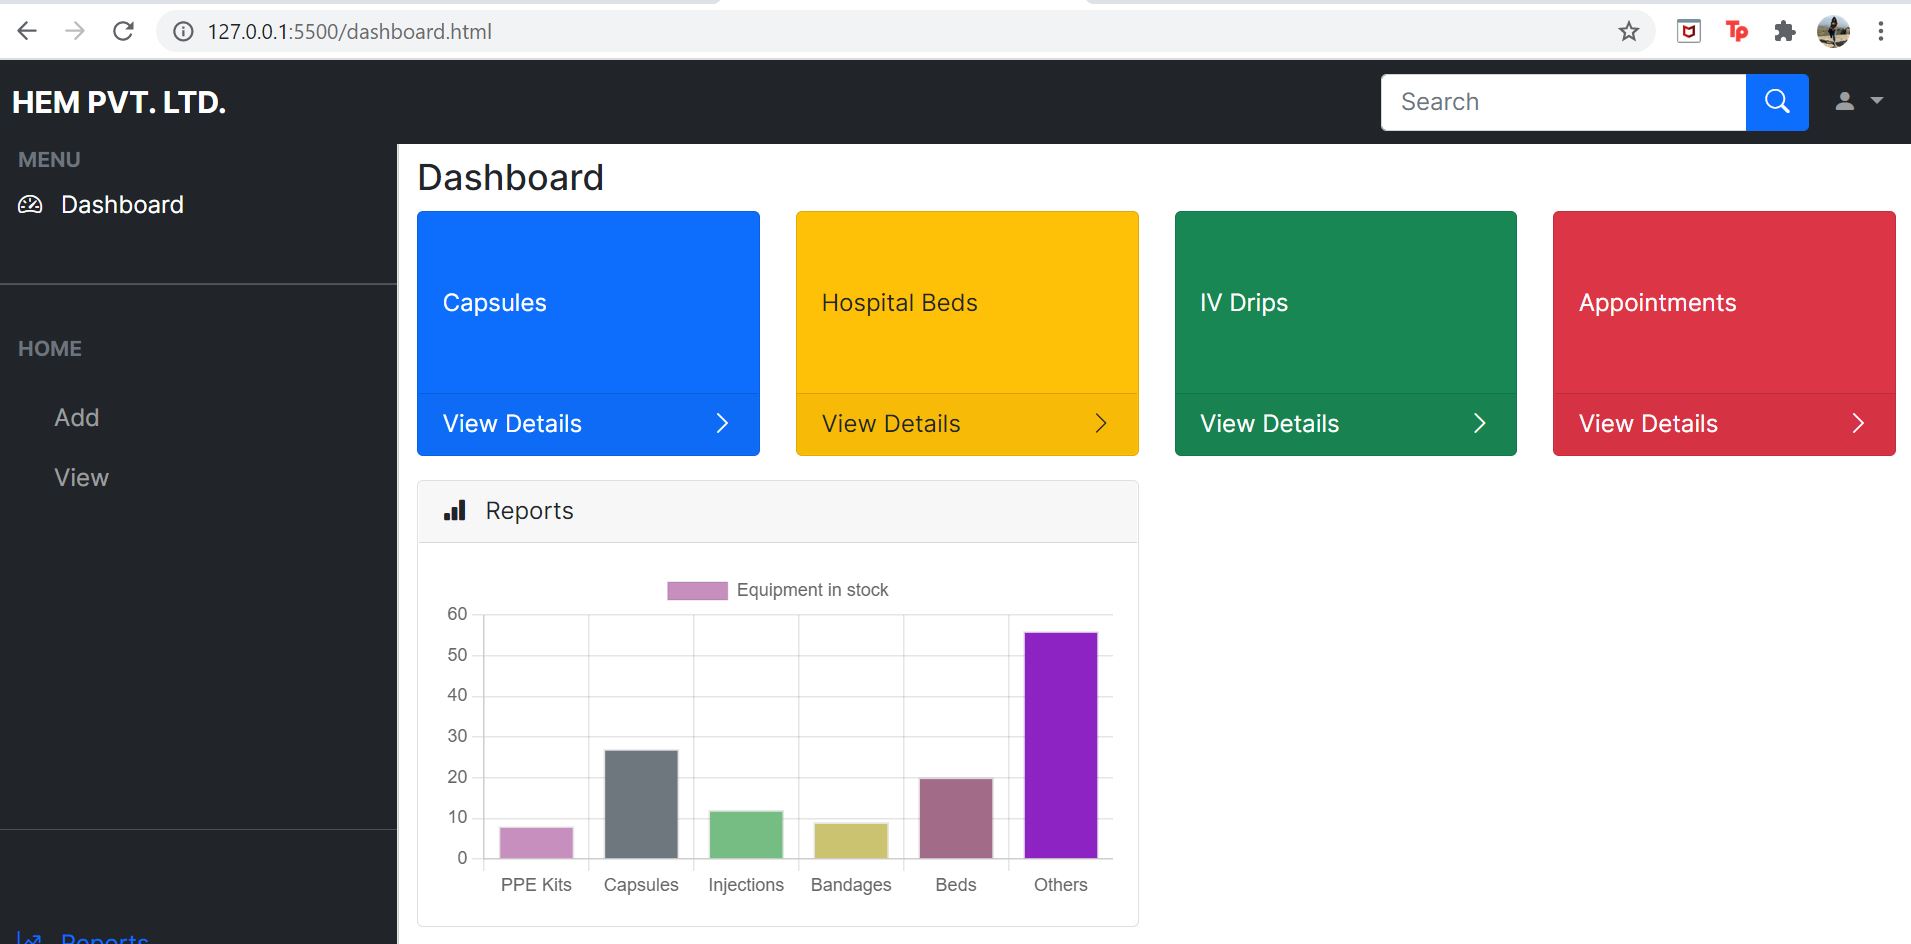 127.0.0.1:5500/dashboard.html
Tp
HEM PVT. LTD.
Search
MENU
Dashboard
HOME
Add
View
Reports
Dashboard
Capsules
View Details
Hospital Beds
View Details
IV Drips
View Details
Appointments
View Details
Reports
Equipment in stock
60
50
40
30
20
10
0
PPE Kits Capsules Injections Bandages Beds Others